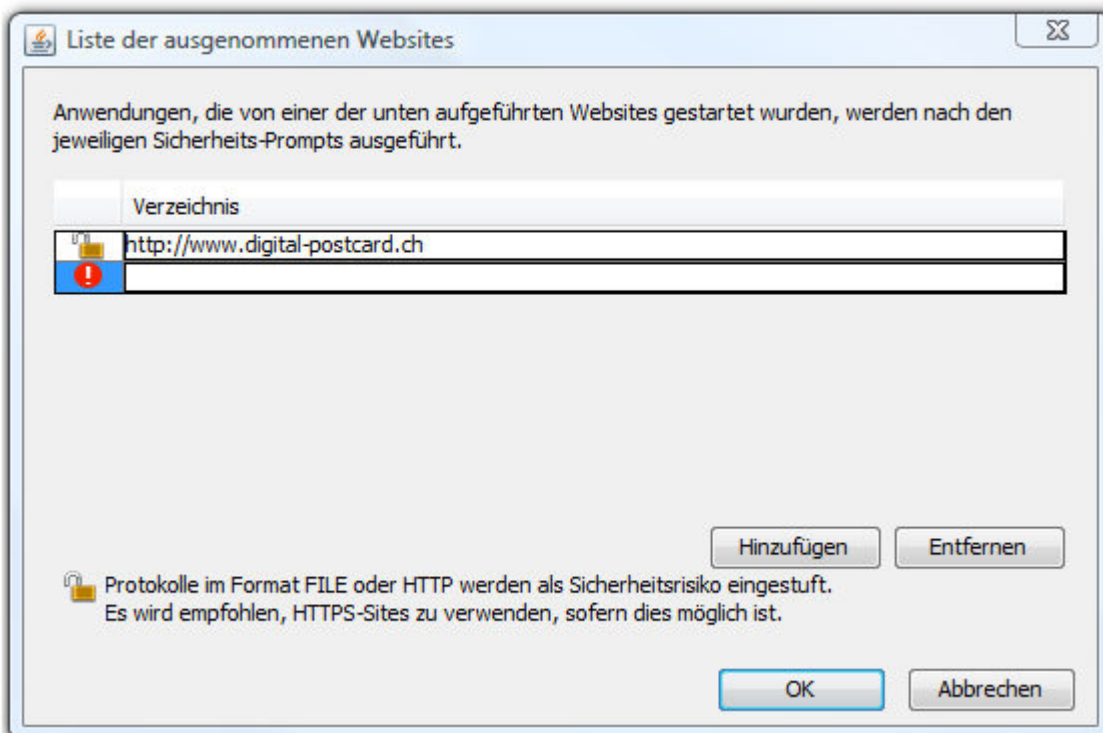 Liste der ausgenommenen Websites
Anwendungen, die von einer der unten aufgeführten Websites gestartet wurden, werden nach den
jeweiligen Sicherheits-Prompts ausgeführt.
Verzeichnis
http://www.digital-postcard.ch
Hinzufügen
Entfernen
Protokolle im Format FILE oder HTTP werden als Sicherheitsrisiko eingestuft.
Es wird empfohlen, HTTPS-Sites zu verwenden, sofern dies möglich ist.
OK
Abbrechen